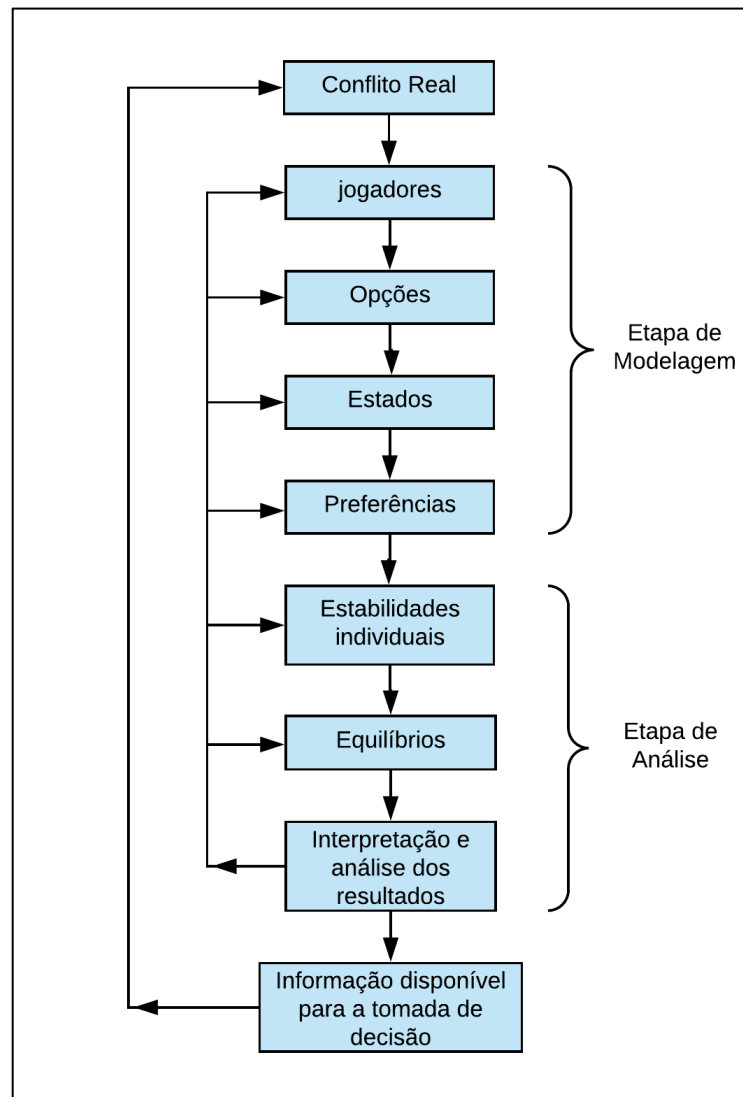 Conflito Real
jogadores
Opções
Estados
Preferências
Etapa de
Modelagem
Estabilidades
individuais
Equilíbrios
Interpretação e
análise dos
resultados
Etapa de
Análise
Informação disponível
para a tomada de
decisão